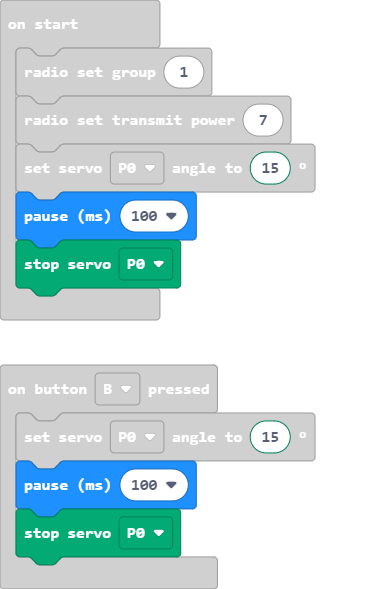 on start
radio set group 1
radio set transmit power 7
set servo P0 angle to 15 °
pause (ms) 100
stop servo P0
on button B pressed
set servo P0 angle to 15 °
pause (ms) 100
stop servo P0